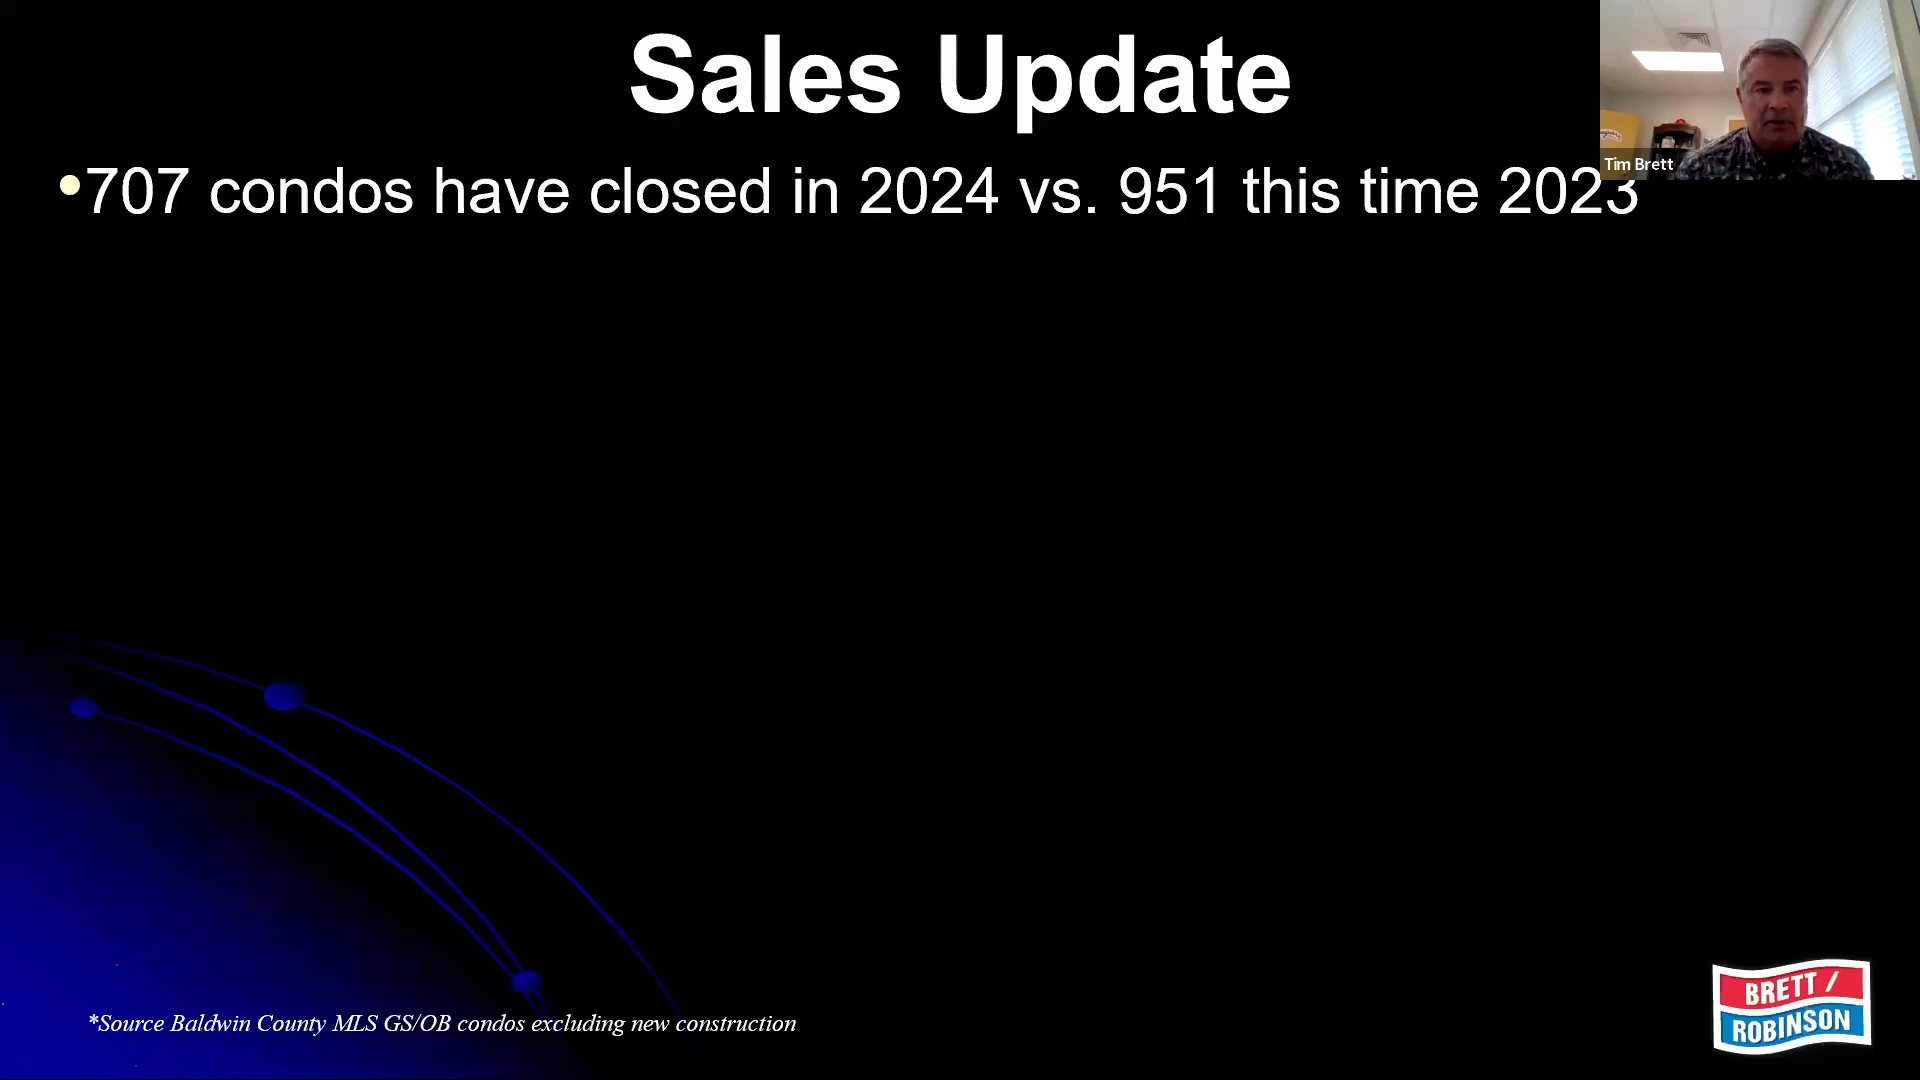 Sales Update
Tim Brett
•707 condos have closed in 2024 vs. 951 this time 2023
*Source Baldwin County MLS GS/OB condos excluding new construction
BRETT /
ROBINSON